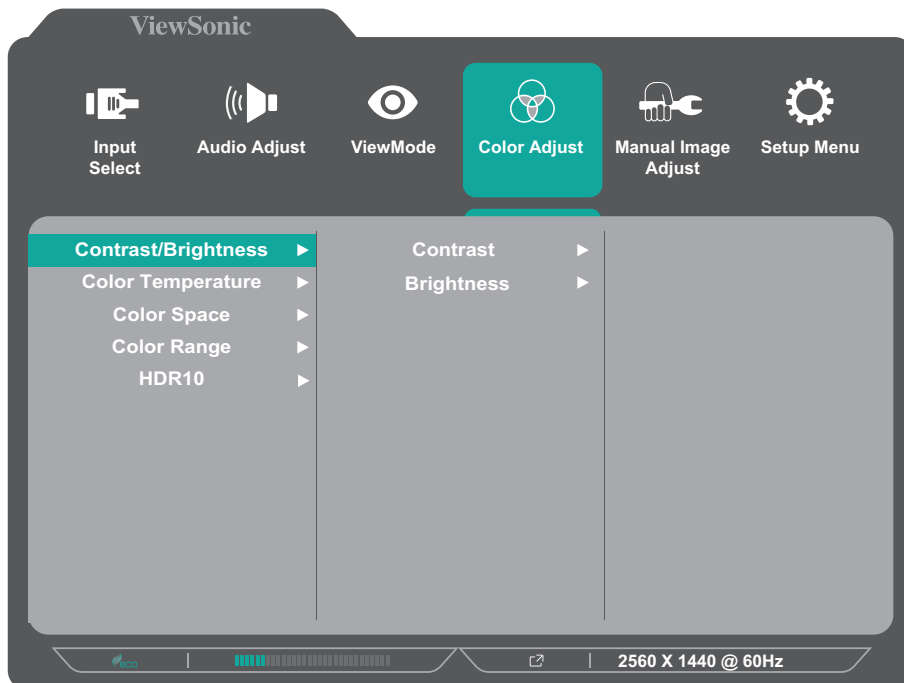 ViewSonic
Input
Select
Audio Adjust
ViewMode
Color Adjust
Manual Image
Adjust
Setup Menu
Contrast/Brightness
Color Temperature
Color Space
Color Range
HDR10
Contrast
Brightness
eco
2560 X 1440 @ 60Hz